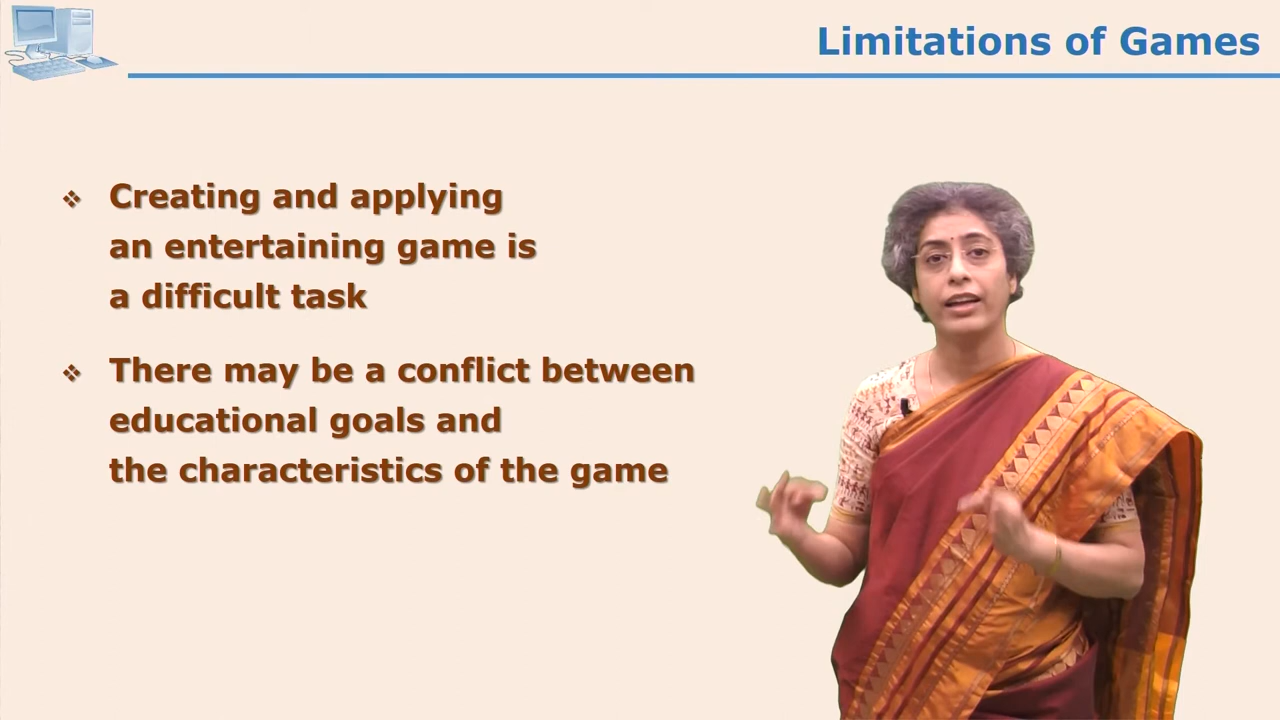 Limitations of Games
❖ Creating and applying
an entertaining game is
a difficult task
❖ There may be a conflict between
educational goals and
the characteristics of the game